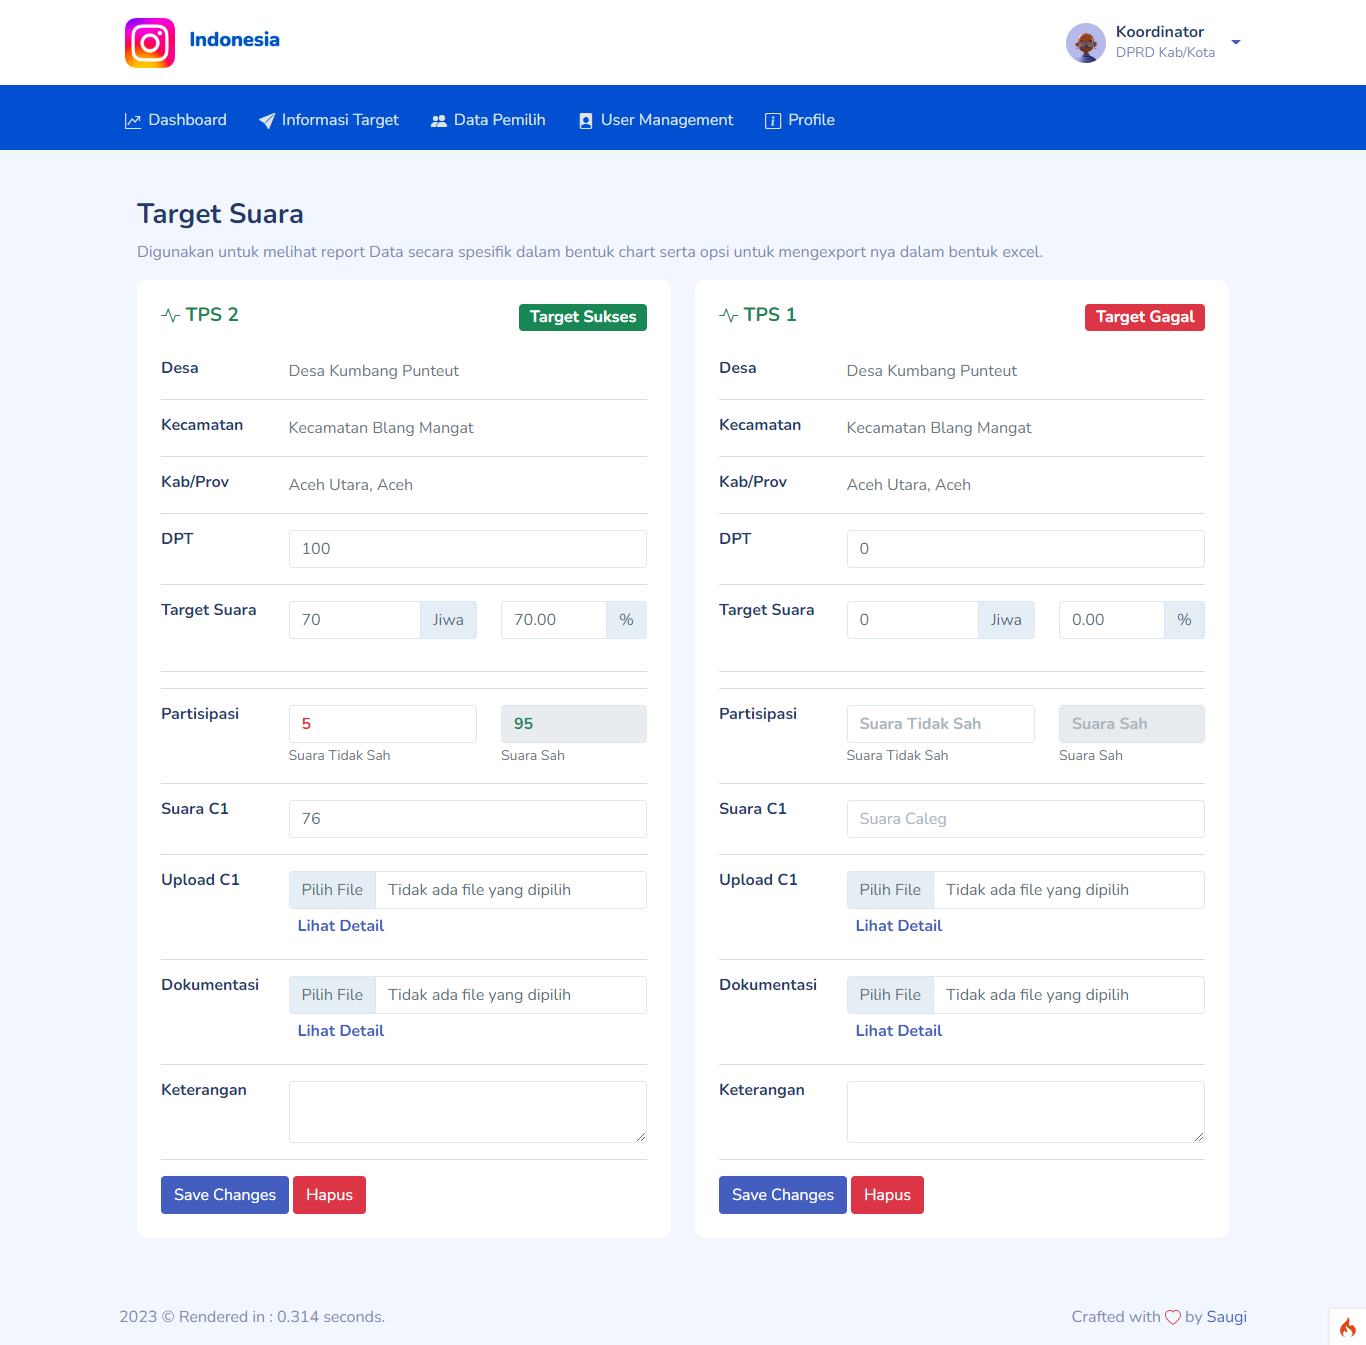 Indonesia
Koordinator
DPRD Kab/Kota
Dashboard Informasi Target Data Pemilih User Management Profile
Target Suara
Digunakan untuk melihat report Data secara spesifik dalam bentuk chart serta opsi untuk mengexport nya dalam bentuk excel.
TPS 2 Target Sukses
Desa Desa Kumbang Punteut
Kecamatan Kecamatan Blang Mangat
Kab/Prov Aceh Utara, Aceh
DPT 100
Target Suara 70 Jiwa 70.00 %
Partisipasi 5 95
Suara Tidak Sah Suara Sah
Suara C1 76
Upload C1 Pilih File Tidak ada file yang dipilih
Lihat Detail
Dokumentasi Pilih File Tidak ada file yang dipilih
Lihat Detail
Keterangan
Save Changes Hapus
TPS 1 Target Gagal
Desa Desa Kumbang Punteut
Kecamatan Kecamatan Blang Mangat
Kab/Prov Aceh Utara, Aceh
DPT 0
Target Suara 0 Jiwa 0.00 %
Partisipasi Suara Tidak Sah Suara Sah
Suara Tidak Sah Suara Sah
Suara C1 Suara Caleg
Upload C1 Pilih File Tidak ada file yang dipilih
Lihat Detail
Dokumentasi Pilih File Tidak ada file yang dipilih
Lihat Detail
Keterangan
Save Changes Hapus
2023 © Rendered in : 0.314 seconds.
Crafted with by Saugi